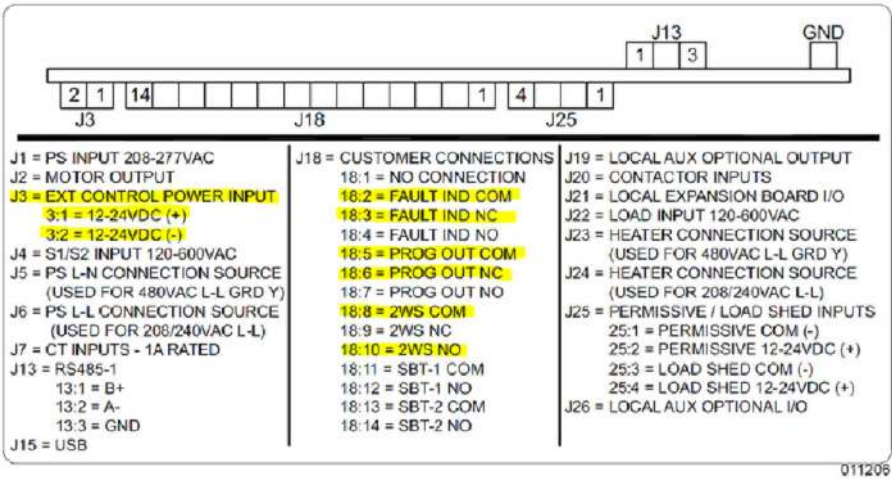 J13 GND
1 3
2 1 14 1 4 1
J3 J18 J25
J1 = PS INPUT 208-277VAC
J2 = MOTOR OUTPUT
J3 = EXT CONTROL POWER INPUT
3:1 = 12-24VDC (+)
3:2 = 12-24VDC (-)
J4 = S1/S2 INPUT 120-600VAC
J5 = PS L-N CONNECTION SOURCE
(USED FOR 480VAC L-L GRD Y)
J6 = PS L-L CONNECTION SOURCE
(USED FOR 208/240VAC L-L)
J7 = CT INPUTS - 1A RATED
J13 = RS485-1
13:1 = B+
13:2 = A-
13:3 = GND
J15 = USB
J18 = CUSTOMER CONNECTIONS
18:1 = NO CONNECTION
18:2 = FAULT IND COM
18:3 = FAULT IND NC
18:4 = FAULT IND NO
18:5 = PROG OUT COM
18:6 = PROG OUT NC
18:7 = PROG OUT NO
18:8 = 2WS COM
18:9 = 2WS NC
18:10 = 2WS NO
18:11 = SBT-1 COM
18:12 = SBT-1 NO
18:13 = SBT-2 COM
18:14 = SBT-2 NO
J19 = LOCAL AUX OPTIONAL OUTPUT
J20 = CONTACTOR INPUTS
J21 = LOCAL EXPANSION BOARD I/O
J22 = LOAD INPUT 120-600VAC
J23 = HEATER CONNECTION SOURCE
(USED FOR 480VAC L-L GRD Y)
J24 = HEATER CONNECTION SOURCE
(USED FOR 208/240VAC L-L)
J25 = PERMISSIVE / LOAD SHED INPUTS
25:1 = PERMISSIVE COM (-)
25:2 = PERMISSIVE 12-24VDC (+)
25:3 = LOAD SHED COM (-)
25:4 = LOAD SHED 12-24VDC (+)
J26 = LOCAL AUX OPTIONAL I/O
011206